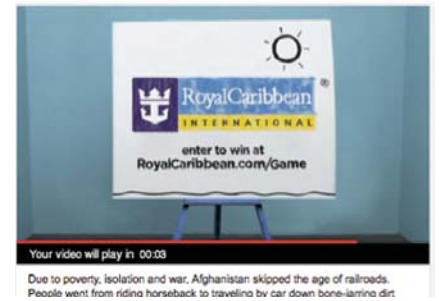 RoyalCaribbean®
INTERNATIONAL
enter to win at
RoyalCaribbean.com/Game
Your video will play in 00:03
Due to poverty, isolation and war, Afghanistan skipped the age of railroads.
People went from riding horseback to traveling by car down bone-jarring dirt